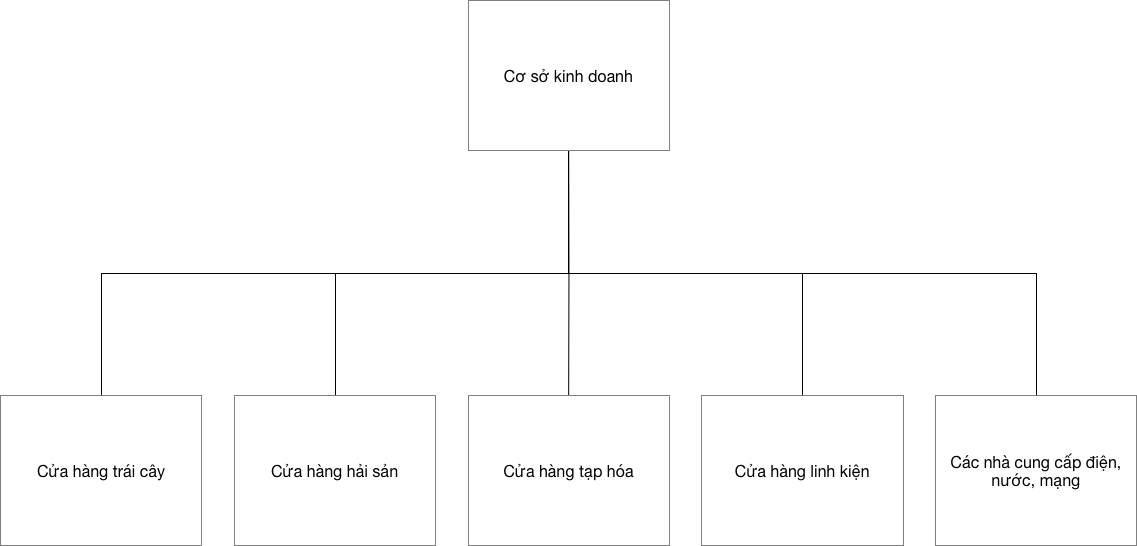 Cơ sở kinh doanh
Cửa hàng trái cây
Cửa hàng hải sản
Cửa hàng tạp hóa
Cửa hàng linh kiện
Các nhà cung cấp điện,
nước, mạng